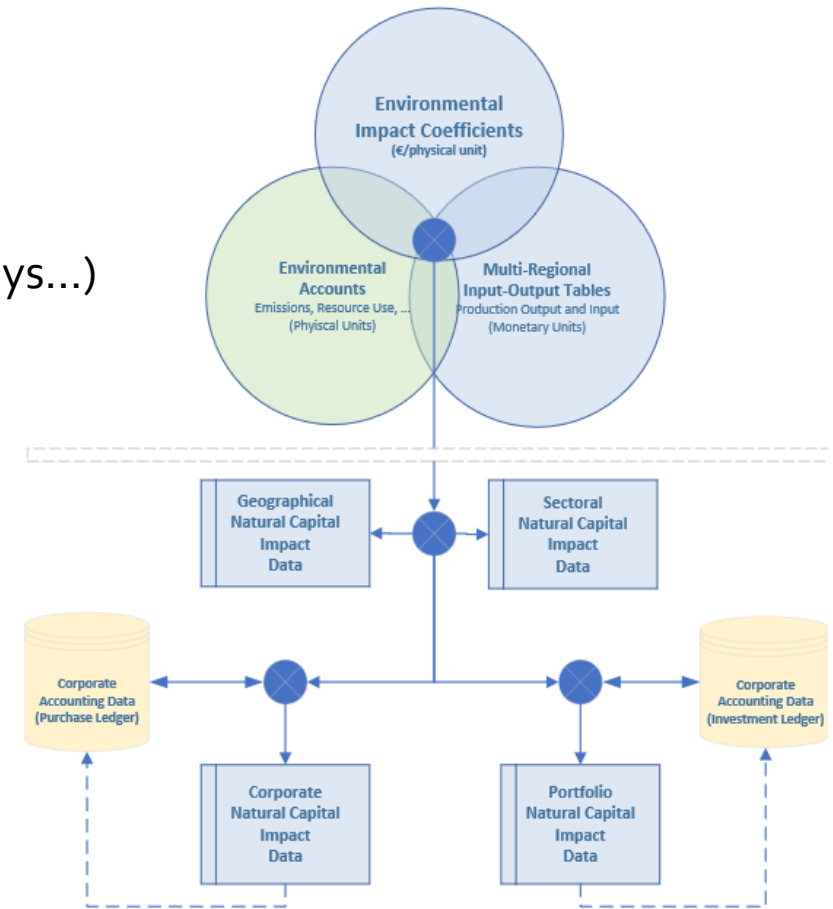 Environmental
Impact Coefficients
(€/physical unit)
ys...)
Environmental
Accounts
Emissions, Resource Use, ...
(Phyiscal Units)
Multi-Regional
Input-Output Tables
Production Output and Input
(Monetary Units)
Geographical
Natural Capital
Impact
Data
Sectoral
Natural Capital
Impact
Data
Corporate
Accounting Data
(Purchase Ledger)
Corporate
Accounting Data
(Investment Ledger)
Corporate
Natural Capital
Impact
Data
Portfolio
Natural Capital
Impact
Data